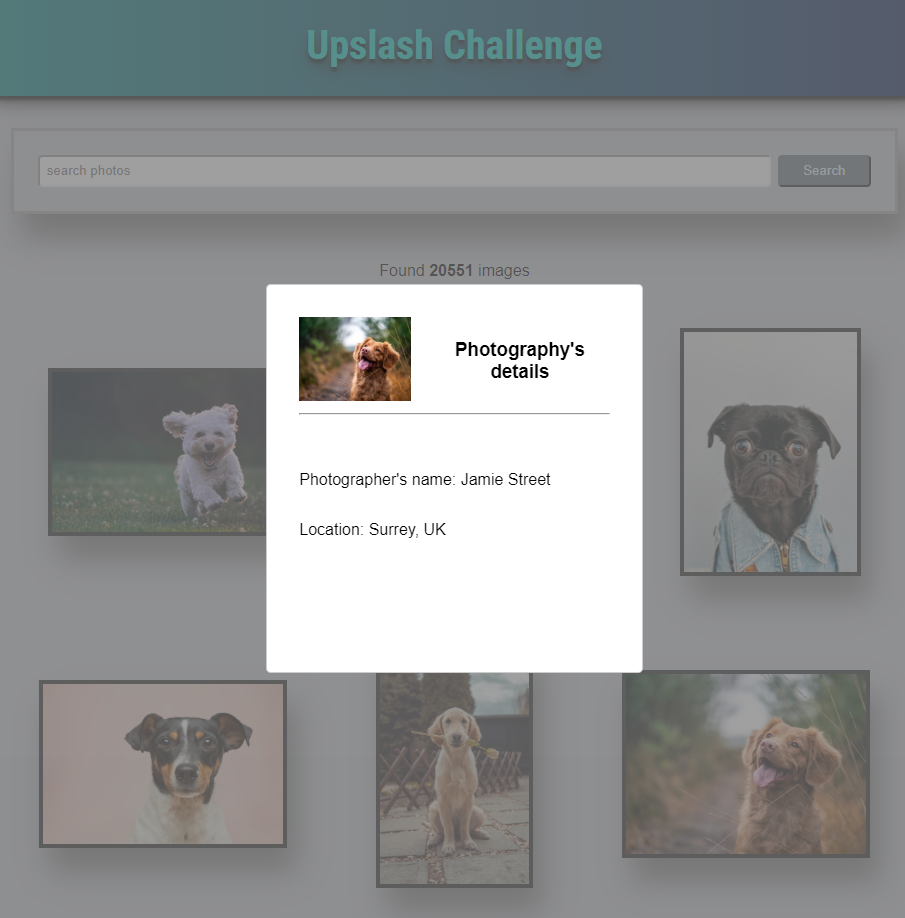 Upslash Challenge
search photos
Search
Found 20551 images
Photography's
details
Photographer's name: Jamie Street
Location: Surrey, UK